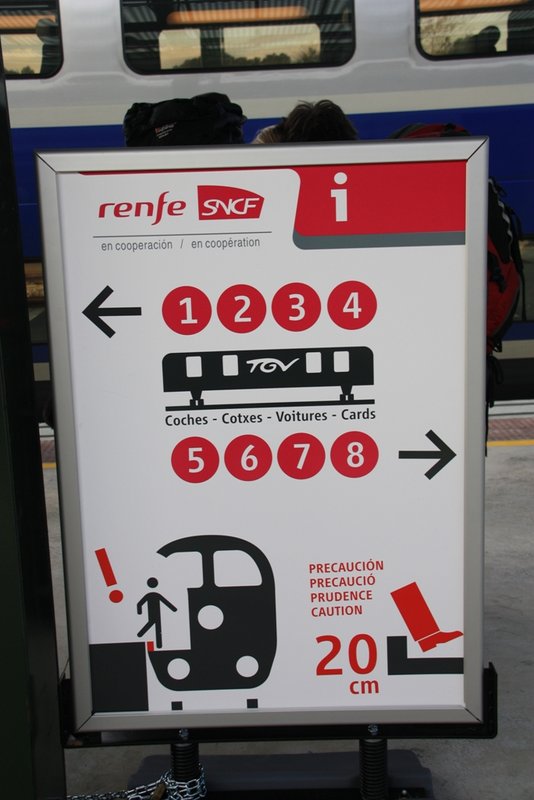 renfe SNCF i
en cooperación / en coopération
← 1 2 3 4
TGV
Coches - Cotxes - Voitures - Cards
5 6 7 8 →
!
PRECAUCIÓN
PRECAUCIÓ
PRUDENCE
CAUTION
20
cm